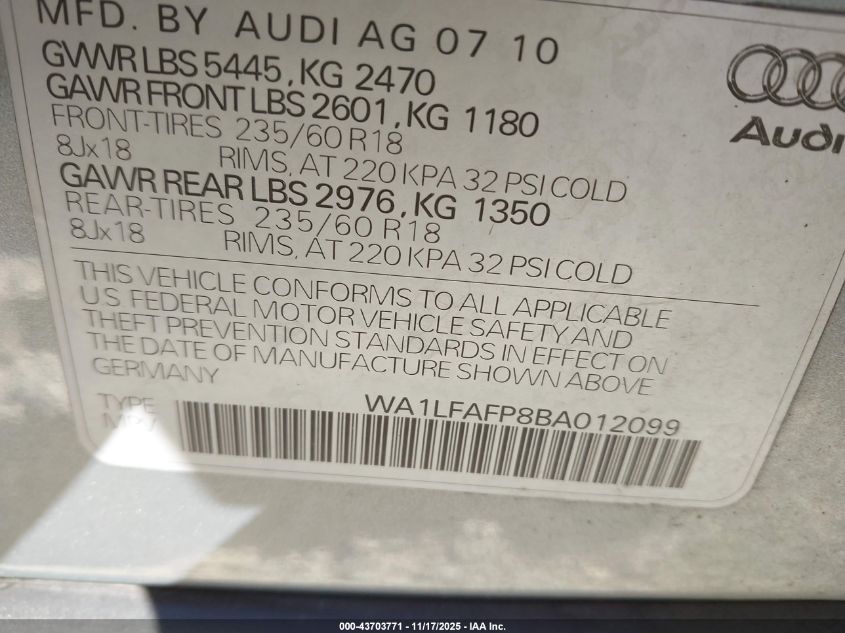 MFD. BY AUDI AG 07 10
GVWR LBS 5445, KG 2470
GAWR FRONT LBS 2601, KG 1180
FRONT-TIRES 235/60 R18
8Jx18 RIMS, AT 220 KPA 32 PSI COLD
GAWR REAR LBS 2976, KG 1350
REAR-TIRES 235/60 R18
8Jx18 RIMS, AT 220 KPA 32 PSI COLD
Audi
THIS VEHICLE CONFORMS TO ALL APPLICABLE
US FEDERAL MOTOR VEHICLE SAFETY AND
THEFT PREVENTION STANDARDS IN EFFECT ON
THE DATE OF MANUFACTURE SHOWN ABOVE
GERMANY
WA1LFAFP8BA012099
TYPE
MPV
000-43703771 - 11/17/2025 - IAA Inc.